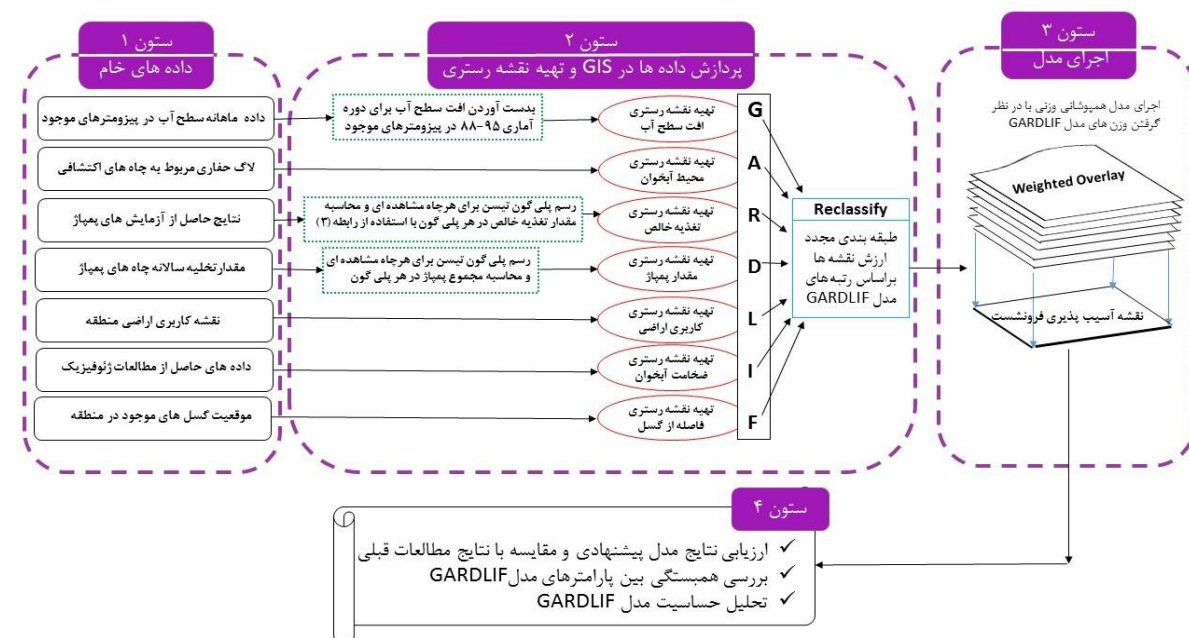 ستون ۱
داده های خام
داده ماهانه سطح آب در پیزومترهای موجود
لاگ حفاری مربوط به چاه های اکتشافی
نتایج حاصل از آزمایش های پمپاژ
مقدار تخلیه سالانه چاه های پمپاژ
نقشه کاربری اراضی منطقه
داده های حاصل از مطالعات ژئوفیزیک
موقعیت گسل های موجود در منطقه
ستون ۲
پردازش داده ها در GIS و تهیه نقشه رستری
بدست آوردن افت سطح آب برای دوره
آماری ۹۵-۸۸ در پیزومترهای موجود
رسم پلی گون تیسن برای هرچاه مشاهده ای و محاسبه
مقدار تغذیه خالص در هر پلی گون با استفاده از رابطه (۳)
رسم پلی گون تیسن برای هرچاه مشاهده ای
و محاسبه مجموع پمپاژ در هر پلی گون
تهیه نقشه رستری
افت سطح آب
تهیه نقشه رستری
محیط آبخوان
تهیه نقشه رستری
تغذیه خالص
تهیه نقشه رستری
مقدار پمپاژ
تهیه نقشه رستری
کاربری اراضی
تهیه نقشه رستری
ضخامت آبخوان
تهیه نقشه رستری
فاصله از گسل
G
A
R
D
L
I
F
Reclassify
طبقه بندی مجدد
ارزش نقشه ها
براساس رتبه های
مدل GARDLIF
ستون ۳
اجرای مدل
اجرای مدل همپوشانی وزنی با در نظر
گرفتن وزن های مدل GARDLIF
Weighted Overlay
نقشه آسیب پذیری فرونشست
ستون ۴
✓ ارزیابی نتایج مدل پیشنهادی و مقایسه با نتایج مطالعات قبلی
✓ بررسی همبستگی بین پارامترهای مدلGARDLIF
✓ تحلیل حساسیت مدل GARDLIF